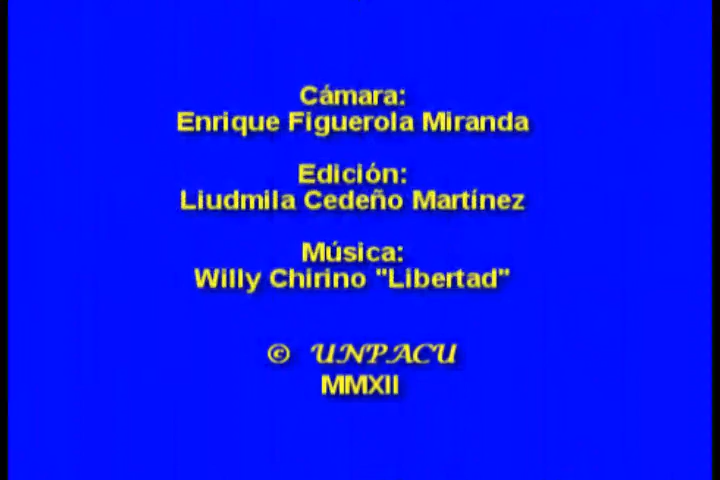 Cámara:
Enrique Figuerola Miranda
Edición:
Liudmila Cedeño Martínez
Música:
Willy Chirino "Libertad"
© UNPACU
MMXII